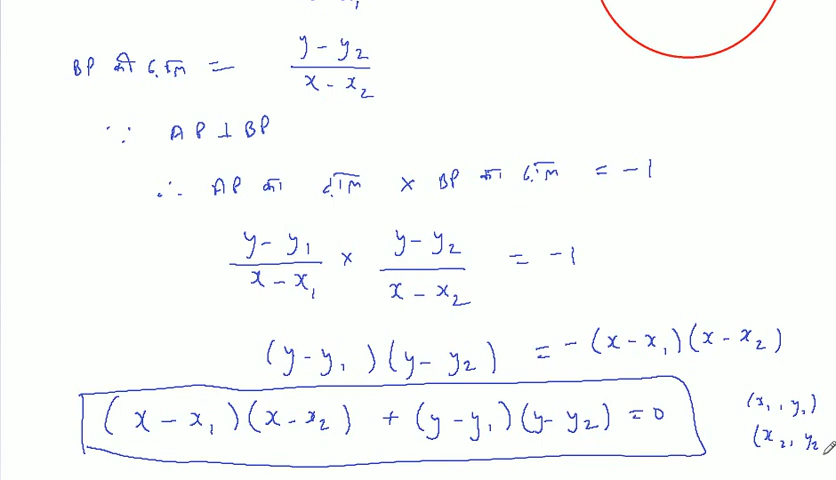 BP की ढाल = (y - y₂)/(x - x₂)
∵ AP ⊥ BP
∴ AP का ढाल × BP का ढाल = -1
(y - y₁)/(x - x₁) × (y - y₂)/(x - x₂) = -1
(y - y₁)(y - y₂) = -(x - x₁)(x - x₂)
(x - x₁)(x - x₂) + (y - y₁)(y - y₂) = 0
(x₁, y₁)
(x₂, y₂